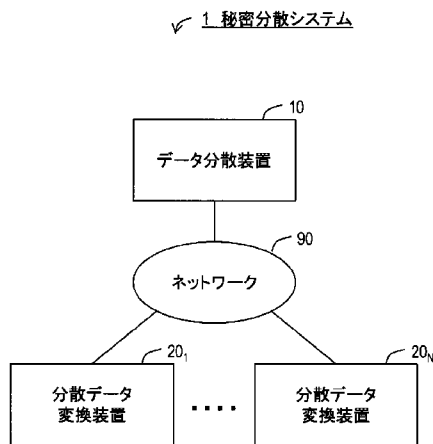 1 秘密分散システム
10
データ分散装置
90
ネットワーク
20₁
分散データ
変換装置
‥‥
20N
分散データ
変換装置